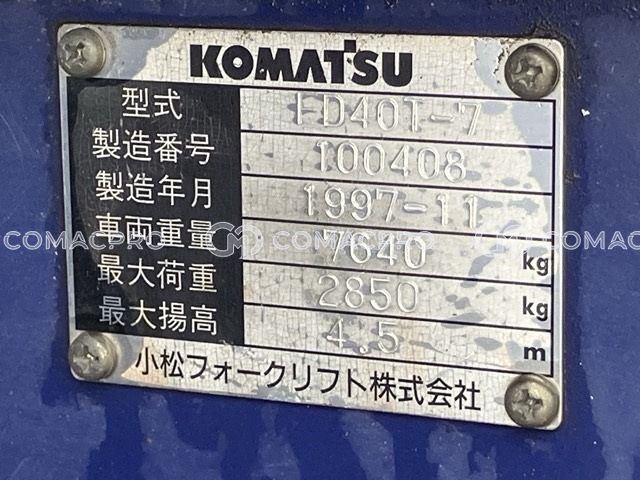 KOMATSU
型式 FD40T-7
製造番号 100408
製造年月 1997-11
車両重量 7640 kg
COMACPRO COMACPRO COMACPRO
最大荷重 2850 kg
最大揚高 4.5 m
小松フォークリフト株式会社